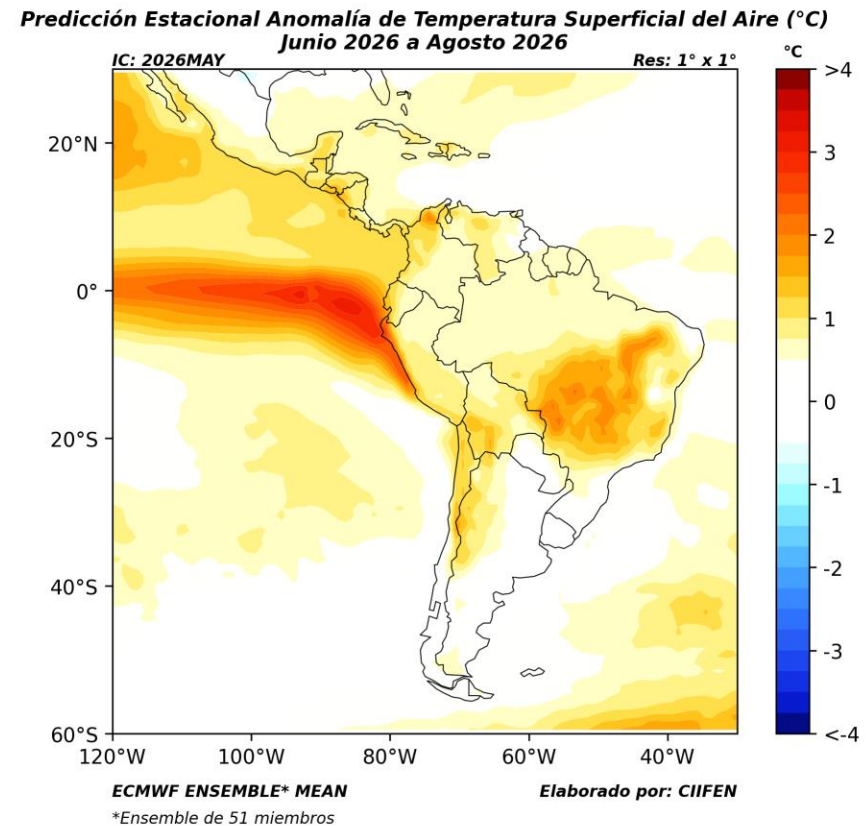 Predicción Estacional Anomalía de Temperatura Superficial del Aire (°C)
Junio 2026 a Agosto 2026
IC: 2026MAY
Res: 1° x 1°
°C
>4
3
2
1
0
-1
-2
-3
<-4
20°N
0°
20°S
40°S
60°S
120°W
100°W
80°W
60°W
40°W
ECMWF ENSEMBLE* MEAN
Elaborado por: CIIFEN
*Ensemble de 51 miembros